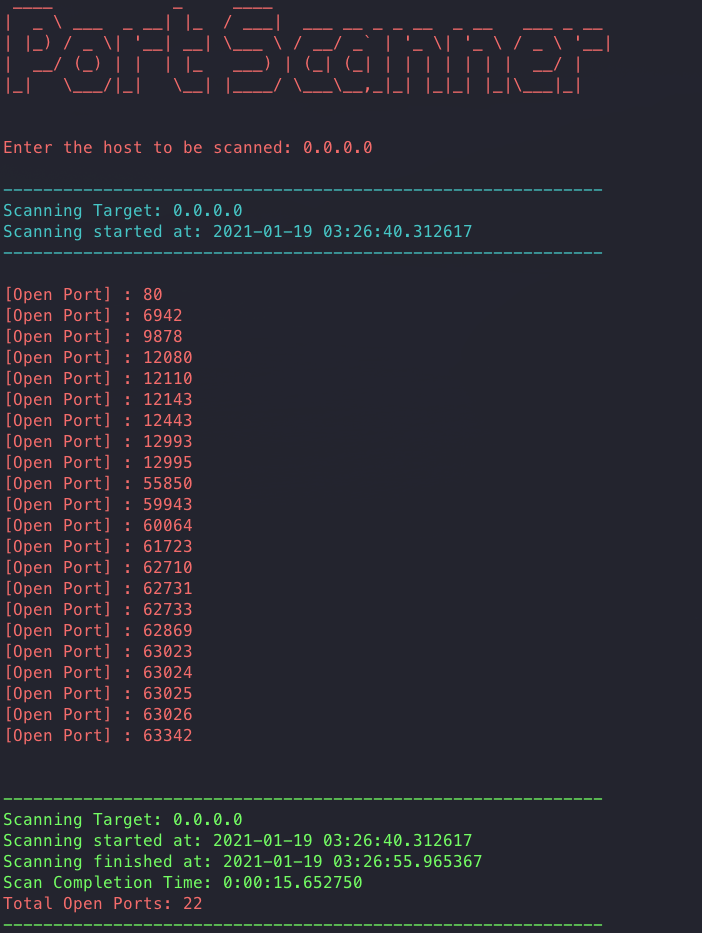 Port Scanner
Enter the host to be scanned: 0.0.0.0
------------------------------------------------------------
Scanning Target: 0.0.0.0
Scanning started at: 2021-01-19 03:26:40.312617
------------------------------------------------------------
[Open Port] : 80
[Open Port] : 6942
[Open Port] : 9878
[Open Port] : 12080
[Open Port] : 12110
[Open Port] : 12143
[Open Port] : 12443
[Open Port] : 12993
[Open Port] : 12995
[Open Port] : 55850
[Open Port] : 59943
[Open Port] : 60064
[Open Port] : 61723
[Open Port] : 62710
[Open Port] : 62731
[Open Port] : 62733
[Open Port] : 62869
[Open Port] : 63023
[Open Port] : 63024
[Open Port] : 63025
[Open Port] : 63026
[Open Port] : 63342
------------------------------------------------------------
Scanning Target: 0.0.0.0
Scanning started at: 2021-01-19 03:26:40.312617
Scanning finished at: 2021-01-19 03:26:55.965367
Scan Completion Time: 0:00:15.652750
Total Open Ports: 22
------------------------------------------------------------